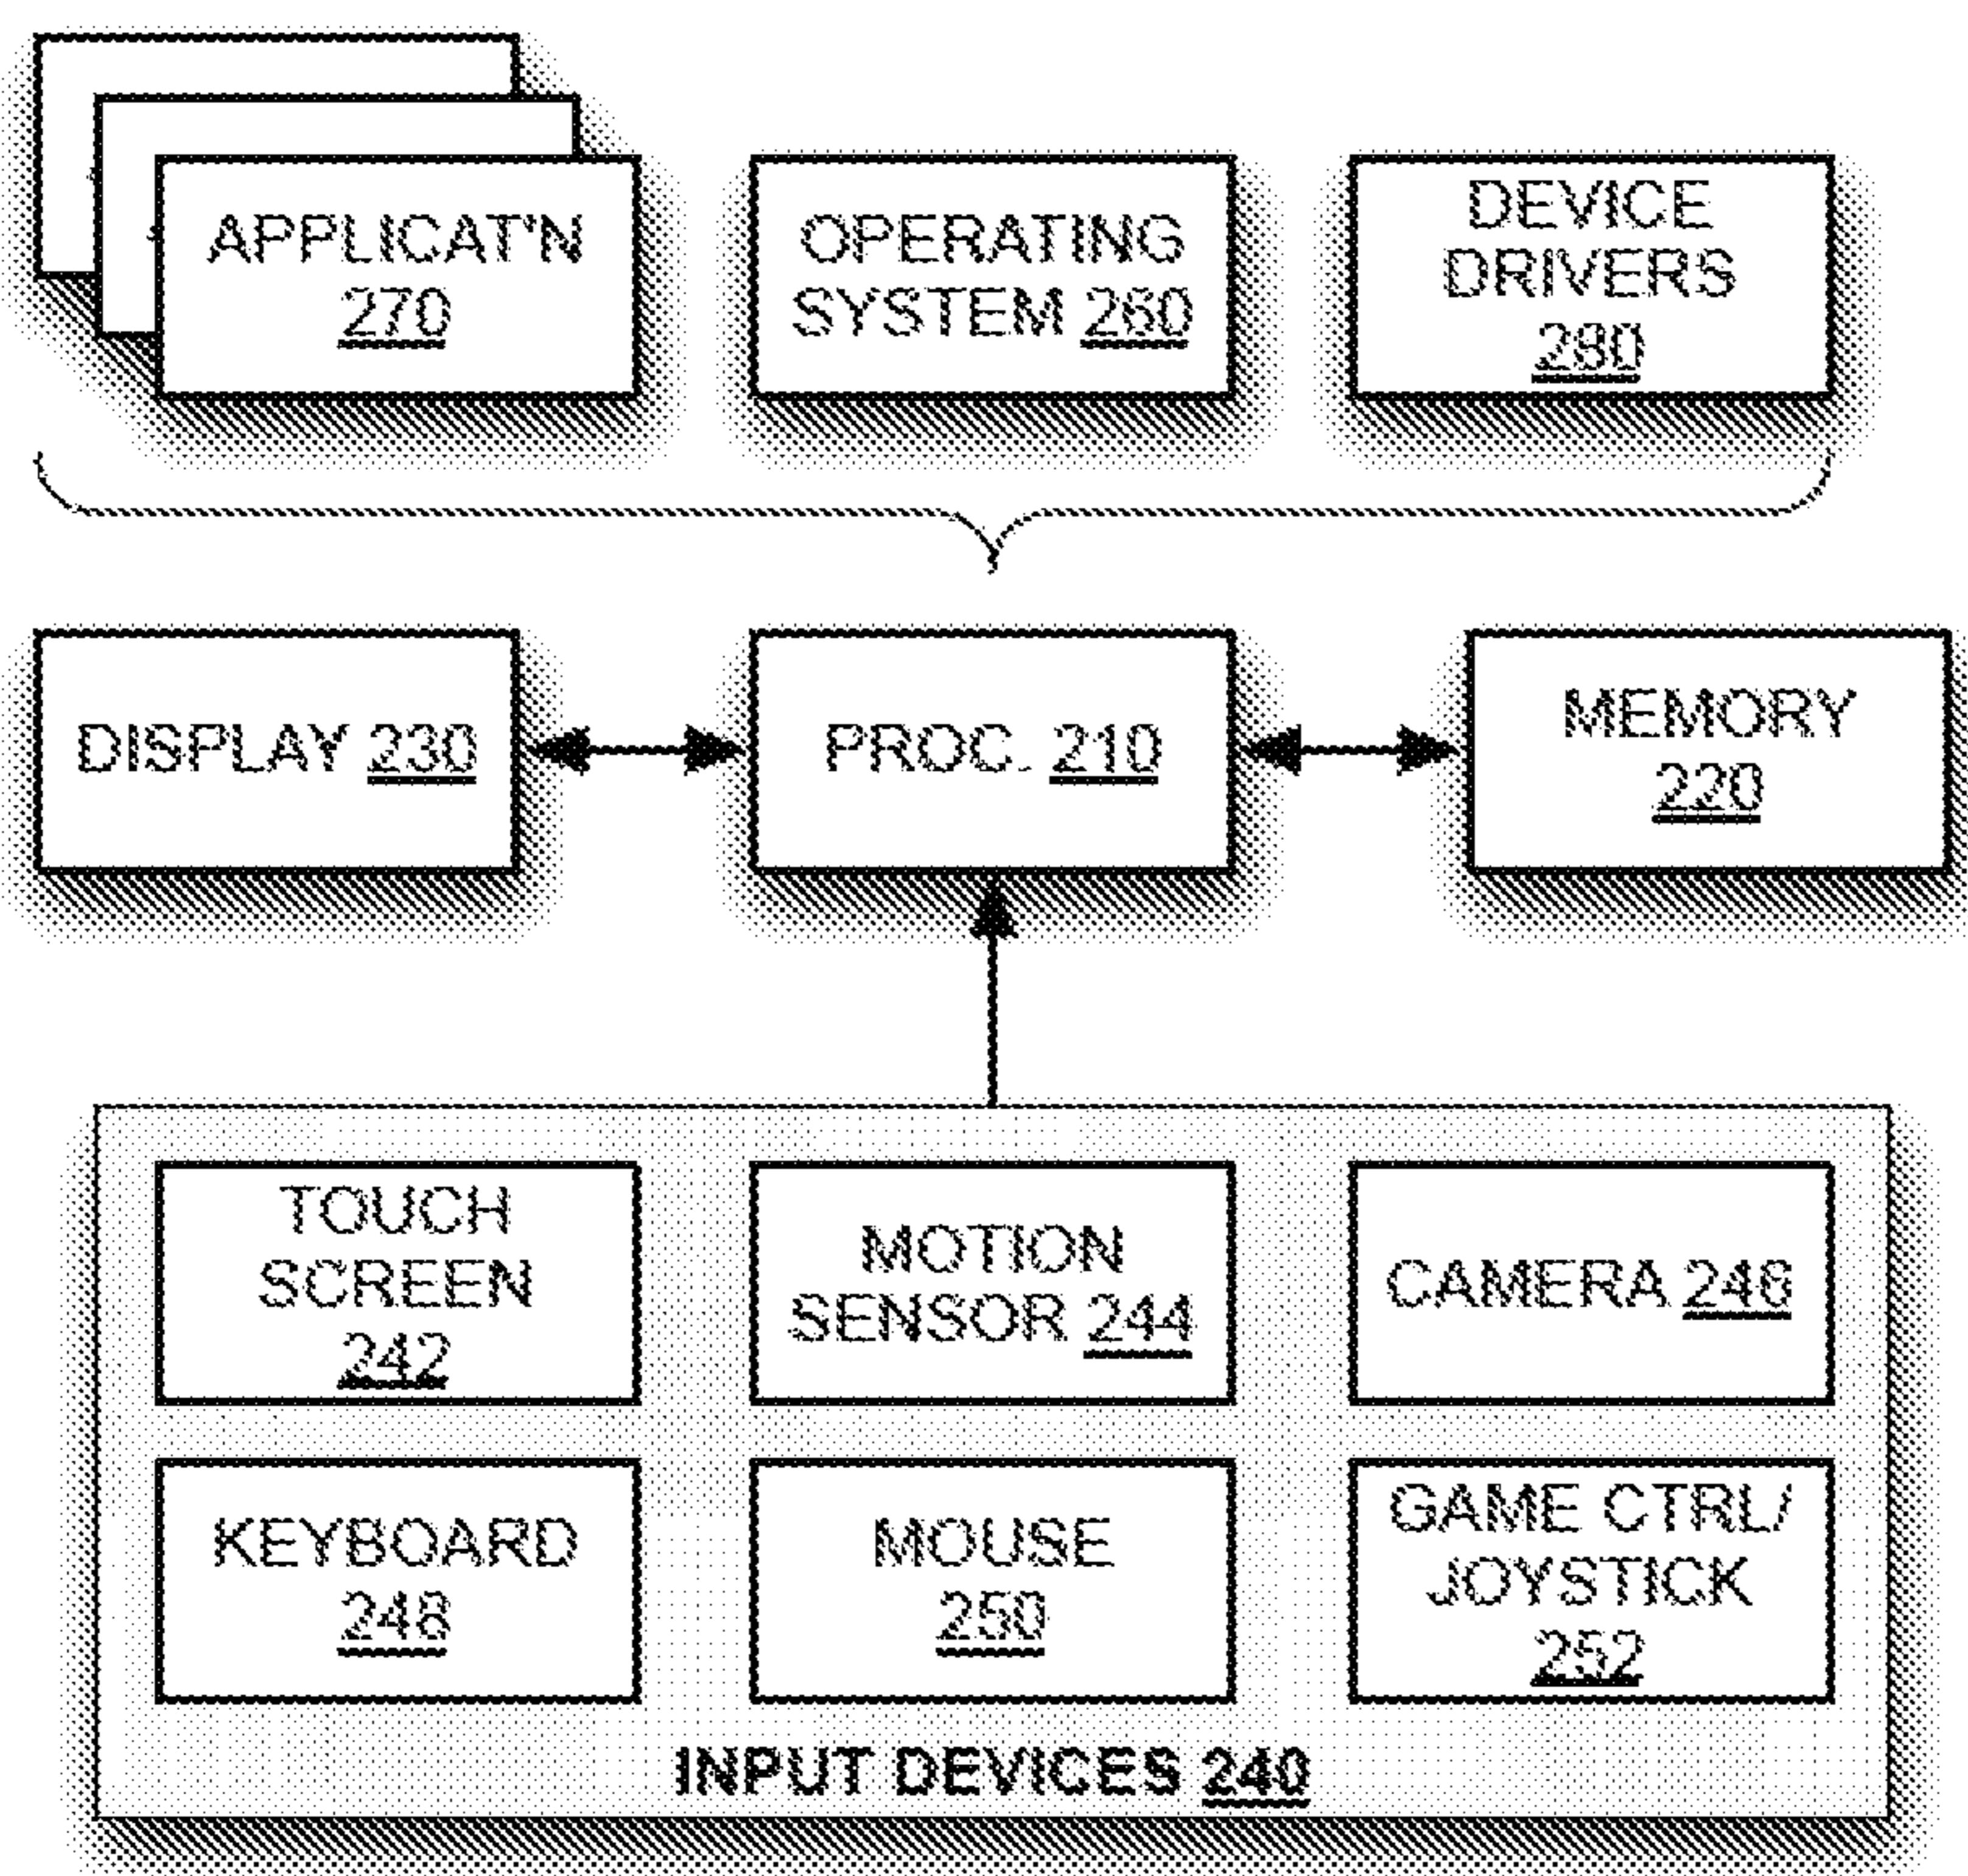 APPLICAT'N
270
OPERATING
SYSTEM 260
DEVICE
DRIVERS
280
DISPLAY 230
PROC. 210
MEMORY
220
TOUCH
SCREEN
242
MOTION
SENSOR 244
CAMERA 246
KEYBOARD
248
MOUSE
250
GAME CTRL/
JOYSTICK
252
INPUT DEVICES 240